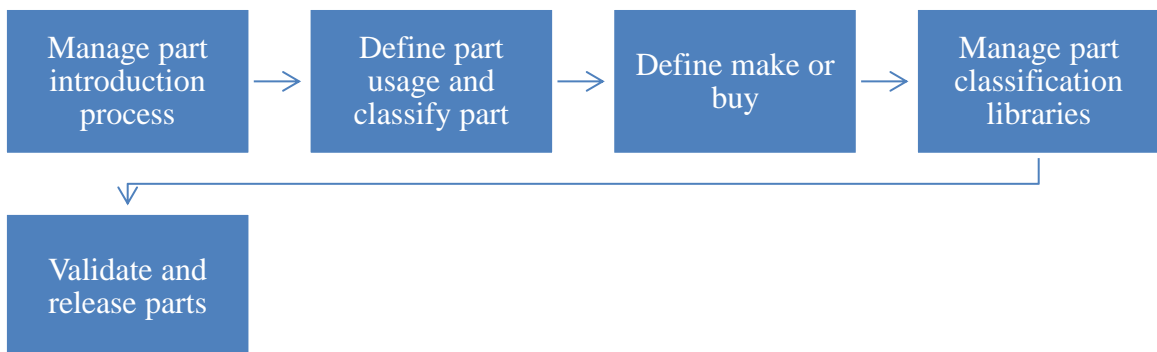 Manage part
introduction
process
Define part
usage and
classify part
Define make or
buy
Manage part
classification
libraries
Validate and
release parts